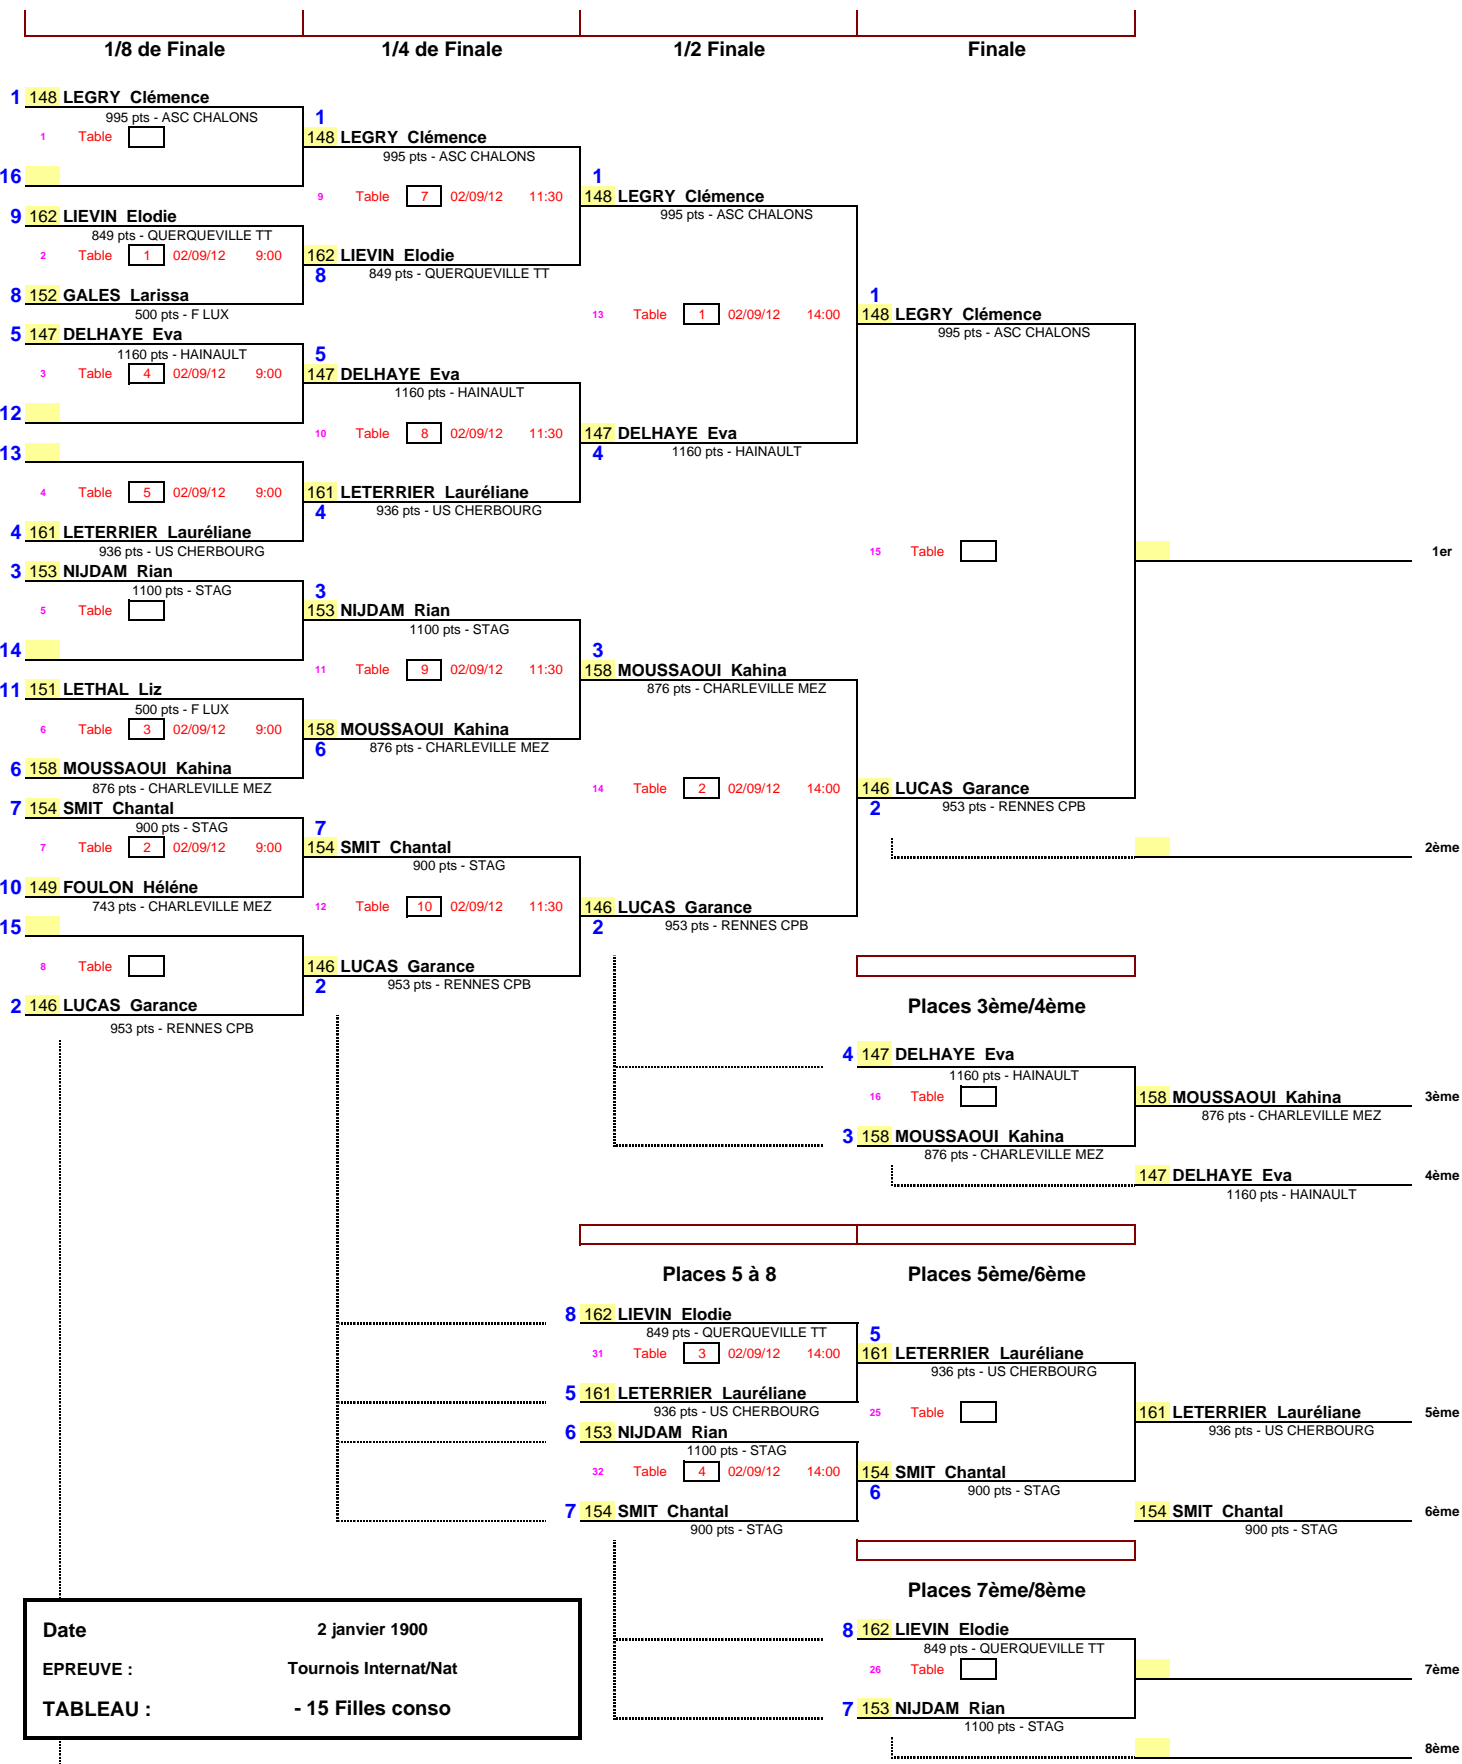 1/8 de Finale 1/4 de Finale 1/2 Finale Finale
1 148 LEGRY Clémence
995 pts - ASC CHALONS
1 Table
16
9 162 LIEVIN Elodie
849 pts - QUERQUEVILLE TT
2 Table 1 02/09/12 9:00
8 152 GALES Larissa
500 pts - F LUX
5 147 DELHAYE Eva
1160 pts - HAINAULT
3 Table 4 02/09/12 9:00
12
13
4 Table 5 02/09/12 9:00
4 161 LETERRIER Lauréliane
936 pts - US CHERBOURG
3 153 NIJDAM Rian
1100 pts - STAG
5 Table
14
11 151 LETHAL Liz
500 pts - F LUX
6 Table 3 02/09/12 9:00
6 158 MOUSSAOUI Kahina
876 pts - CHARLEVILLE MEZ
7 154 SMIT Chantal
900 pts - STAG
7 Table 2 02/09/12 9:00
10 149 FOULON Héléne
743 pts - CHARLEVILLE MEZ
15
8 Table
2 146 LUCAS Garance
953 pts - RENNES CPB
1
148 LEGRY Clémence
995 pts - ASC CHALONS
9 Table 7 02/09/12 11:30
162 LIEVIN Elodie
8 849 pts - QUERQUEVILLE TT
5
147 DELHAYE Eva
1160 pts - HAINAULT
10 Table 8 02/09/12 11:30
161 LETERRIER Lauréliane
4 936 pts - US CHERBOURG
3
153 NIJDAM Rian
1100 pts - STAG
11 Table 9 02/09/12 11:30
158 MOUSSAOUI Kahina
6 876 pts - CHARLEVILLE MEZ
7
154 SMIT Chantal
900 pts - STAG
12 Table 10 02/09/12 11:30
146 LUCAS Garance
2 953 pts - RENNES CPB
1
148 LEGRY Clémence
995 pts - ASC CHALONS
13 Table 1 02/09/12 14:00
147 DELHAYE Eva
4 1160 pts - HAINAULT
3
158 MOUSSAOUI Kahina
876 pts - CHARLEVILLE MEZ
14 Table 2 02/09/12 14:00
146 LUCAS Garance
2 953 pts - RENNES CPB
1
148 LEGRY Clémence
995 pts - ASC CHALONS
15 Table
1er
146 LUCAS Garance
2 953 pts - RENNES CPB
2ème
Places 3ème/4ème
4 147 DELHAYE Eva
1160 pts - HAINAULT
16 Table
3 158 MOUSSAOUI Kahina
876 pts - CHARLEVILLE MEZ
158 MOUSSAOUI Kahina 3ème
876 pts - CHARLEVILLE MEZ
147 DELHAYE Eva 4ème
1160 pts - HAINAULT
Places 5 à 8 Places 5ème/6ème
8 162 LIEVIN Elodie
849 pts - QUERQUEVILLE TT
31 Table 3 02/09/12 14:00
5 161 LETERRIER Lauréliane
936 pts - US CHERBOURG
6 153 NIJDAM Rian
1100 pts - STAG
32 Table 4 02/09/12 14:00
7 154 SMIT Chantal
900 pts - STAG
5
161 LETERRIER Lauréliane
936 pts - US CHERBOURG
25 Table
154 SMIT Chantal
6 900 pts - STAG
161 LETERRIER Lauréliane 5ème
936 pts - US CHERBOURG
154 SMIT Chantal 6ème
900 pts - STAG
Places 7ème/8ème
8 162 LIEVIN Elodie
849 pts - QUERQUEVILLE TT
26 Table
7ème
7 153 NIJDAM Rian
1100 pts - STAG
8ème
Date 2 janvier 1900
EPREUVE : Tournois Internat/Nat
TABLEAU : - 15 Filles conso